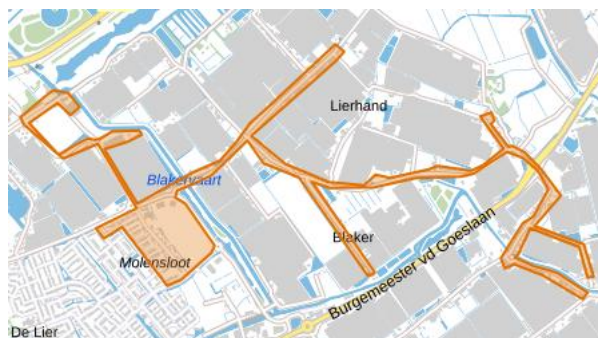 Lierhand
Blakervaart
Blaker
Burgemeester vd Goeslaan
Molensloot
De Lier